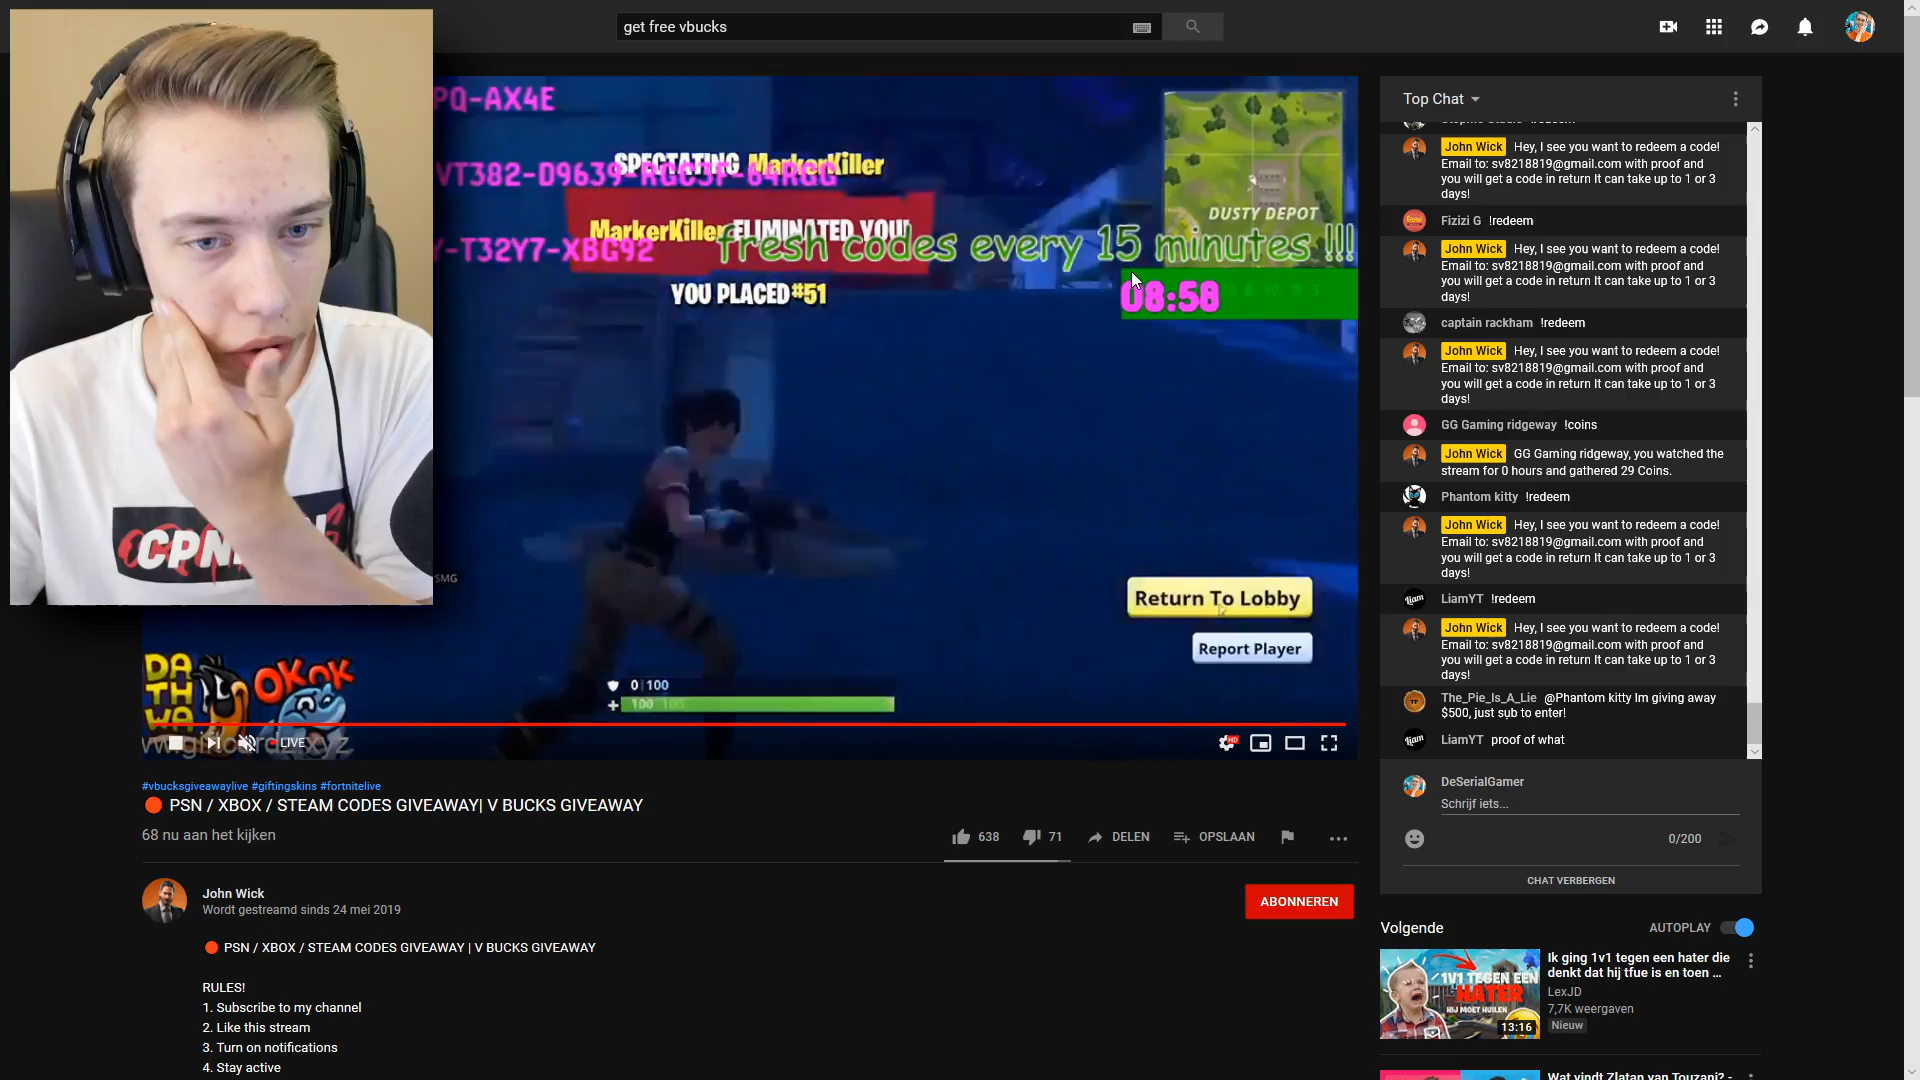 get free vbucks
PQ-AX4E
SPECTATING MarkerKiller
VT382-D9639-RGC3F-64RGG
MarkerKiller ELIMINATED YOU!
Y-T32Y7-XBG92
fresh codes every 15 minutes !!!
YOU PLACED #51
DUSTY DEPOT
08:58
CPN
SMG
Return To Lobby
Report Player
0|100
100 100
DA
TH
WA
OKOK
LIVE
HD
#vbucksgiveawaylive #giftingskins #fortnitelive
PSN / XBOX / STEAM CODES GIVEAWAY| V BUCKS GIVEAWAY
68 nu aan het kijken
638
71
DELEN
OPSLAAN
John Wick
Wordt gestreamd sinds 24 mei 2019
ABONNEREN
PSN / XBOX / STEAM CODES GIVEAWAY | V BUCKS GIVEAWAY
RULES!
1. Subscribe to my channel
2. Like this stream
3. Turn on notifications
4. Stay active
Top Chat
John Wick Hey, I see you want to redeem a code!
Email to: sv8218819@gmail.com with proof and
you will get a code in return It can take up to 1 or 3
days!
Fizizi G !redeem
John Wick Hey, I see you want to redeem a code!
Email to: sv8218819@gmail.com with proof and
you will get a code in return It can take up to 1 or 3
days!
captain rackham !redeem
John Wick Hey, I see you want to redeem a code!
Email to: sv8218819@gmail.com with proof and
you will get a code in return It can take up to 1 or 3
days!
GG Gaming ridgeway !coins
John Wick GG Gaming ridgeway, you watched the
stream for 0 hours and gathered 29 Coins.
Phantom kitty !redeem
John Wick Hey, I see you want to redeem a code!
Email to: sv8218819@gmail.com with proof and
you will get a code in return It can take up to 1 or 3
days!
LiamYT !redeem
John Wick Hey, I see you want to redeem a code!
Email to: sv8218819@gmail.com with proof and
you will get a code in return It can take up to 1 or 3
days!
The_Pie_Is_A_Lie @Phantom kitty Im giving away
$500, just sub to enter!
LiamYT proof of what
DeSerialGamer
Schrijf iets...
0/200
CHAT VERBERGEN
Volgende
AUTOPLAY
1V1 TEGEN EEN
HATER
HIJ MOET HUILEN
13:16
Ik ging 1v1 tegen een hater die
denkt dat hij tfue is en toen ...
LexJD
7,7K weergaven
Nieuw
Wat vindt Zlatan van Touzani? -